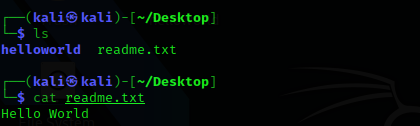 ┌──(kali㉿kali)-[~/Desktop]
└─$ ls
helloworld  readme.txt
┌──(kali㉿kali)-[~/Desktop]
└─$ cat readme.txt
Hello World